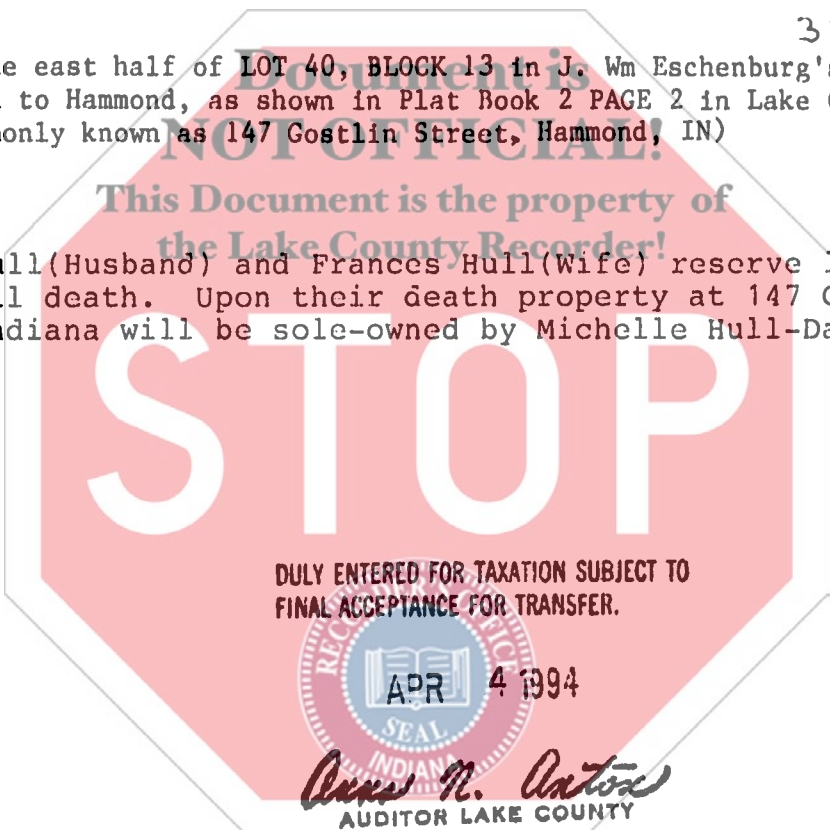 3
e east half of LOT 40, BLOCK 13 in J. Wm Eschenburg's
to Hammond, as shown in Plat Book 2 PAGE 2 in Lake
only known as 147 Gostlin Street, Hammond, IN)
Document is
NOT OFFICIAL!
This Document is the property of
the Lake County Recorder!
ll(Husband) and Frances Hull(Wife) reserve
l death. Upon their death property at 147
diana will be sole-owned by Michelle Hull-Da
STOP
DULY ENTERED FOR TAXATION SUBJECT TO
FINAL ACCEPTANCE FOR TRANSFER.
RECORDER'S OFFICE
APR 4 1994
SEAL
INDIANA
Anna N. Anton
AUDITOR LAKE COUNTY